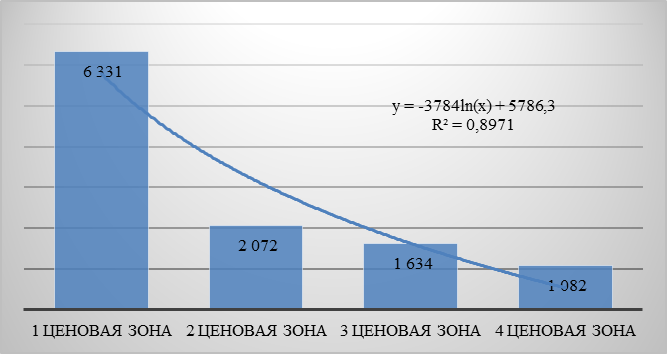 6 331
y = -3784ln(x) + 5786,3
R² = 0,8971
2 072
1 634
1 082
1 ЦЕНОВАЯ ЗОНА 2 ЦЕНОВАЯ ЗОНА 3 ЦЕНОВАЯ ЗОНА 4 ЦЕНОВАЯ ЗОНА